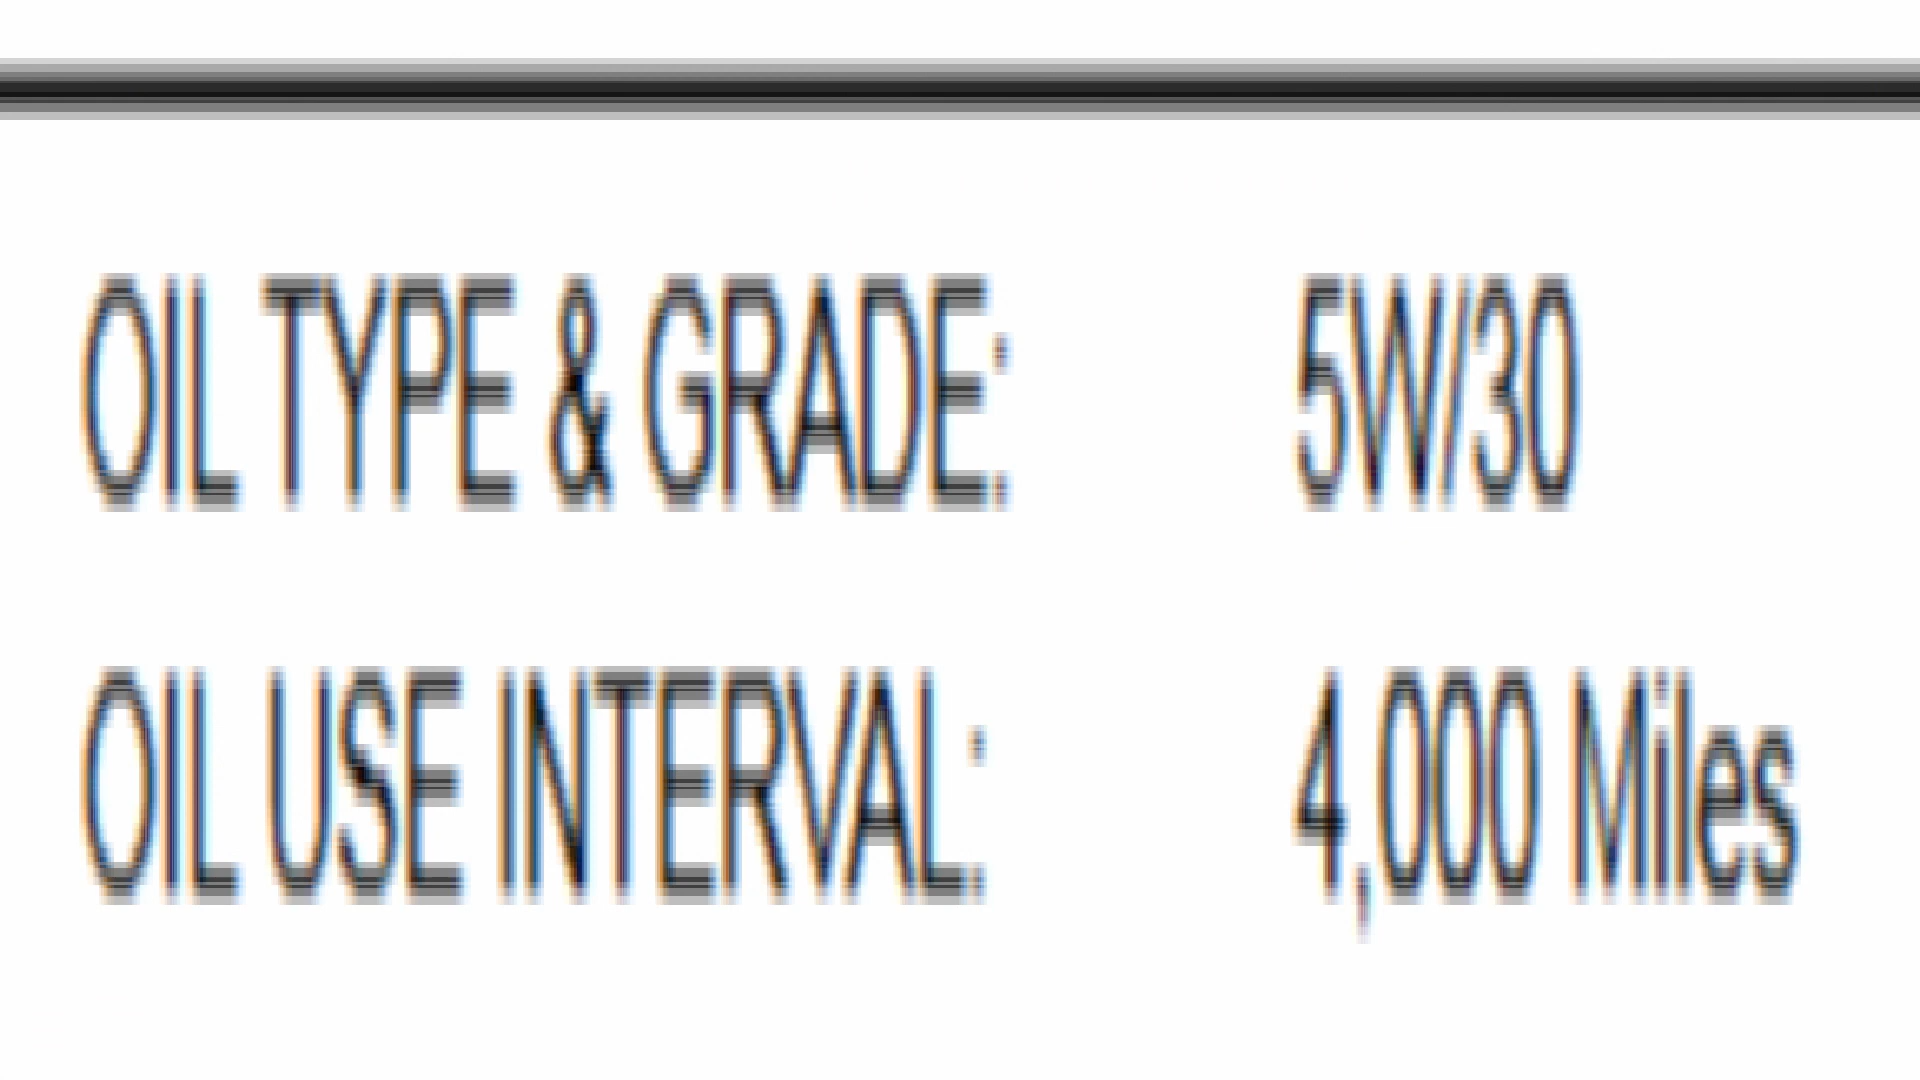 OIL TYPE & GRADE: 5W/30
OIL USE INTERVAL: 4,000 Miles